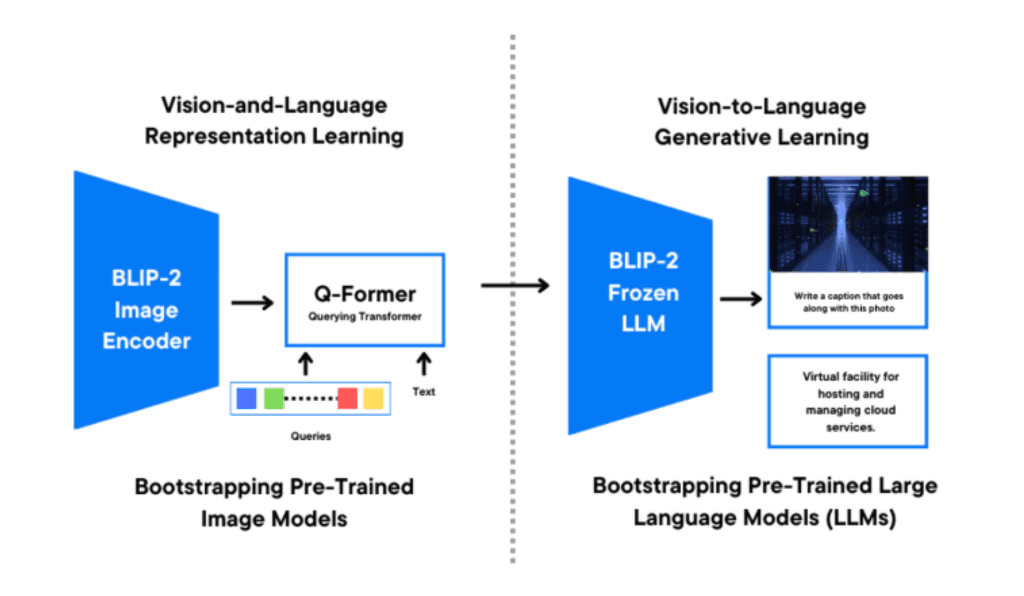 Vision-and-Language
Representation Learning
BLIP-2
Image
Encoder
Q-Former
Querying Transformer
Queries
Text
Bootstrapping Pre-Trained
Image Models
Vision-to-Language
Generative Learning
BLIP-2
Frozen
LLM
Write a caption that goes
along with this photo
Virtual facility for
hosting and
managing cloud
services.
Bootstrapping Pre-Trained Large
Language Models (LLMs)